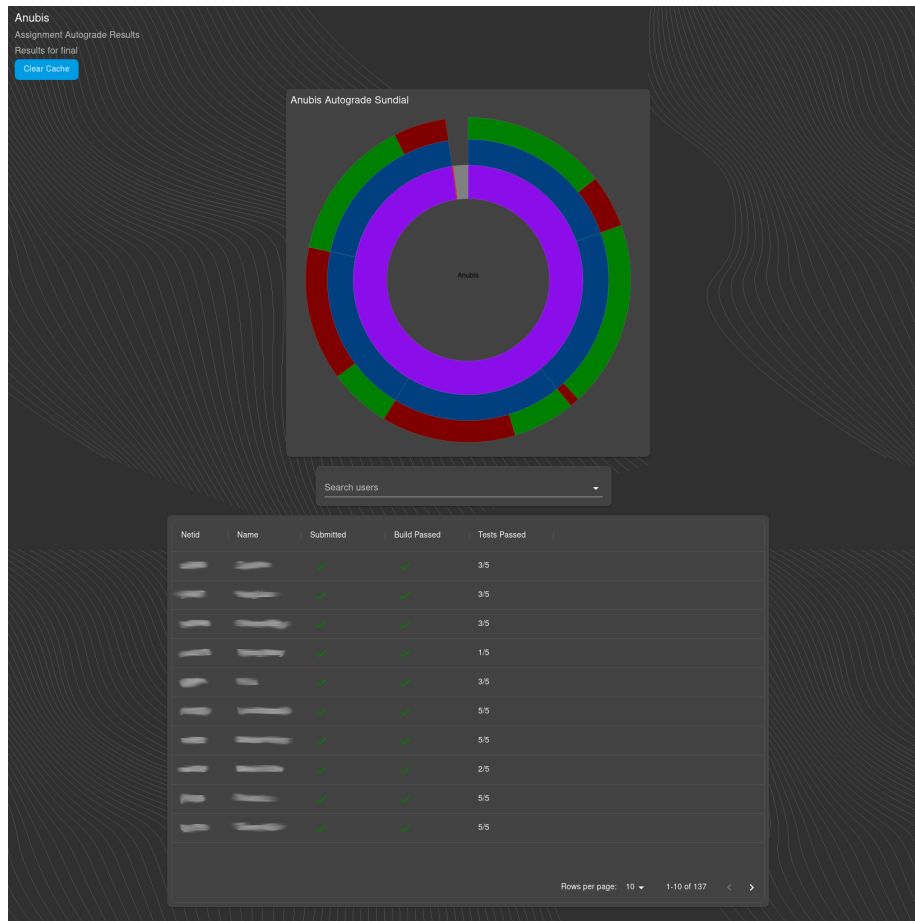 Anubis
Assignment Autograde Results
Results for final
Clear Cache
Anubis Autograde Sundial
Anubis
Search users
Netid Name Submitted Build Passed Tests Passed
3/5
3/5
3/5
1/5
3/5
5/5
5/5
2/5
5/5
5/5
Rows per page: 10 1-10 of 137